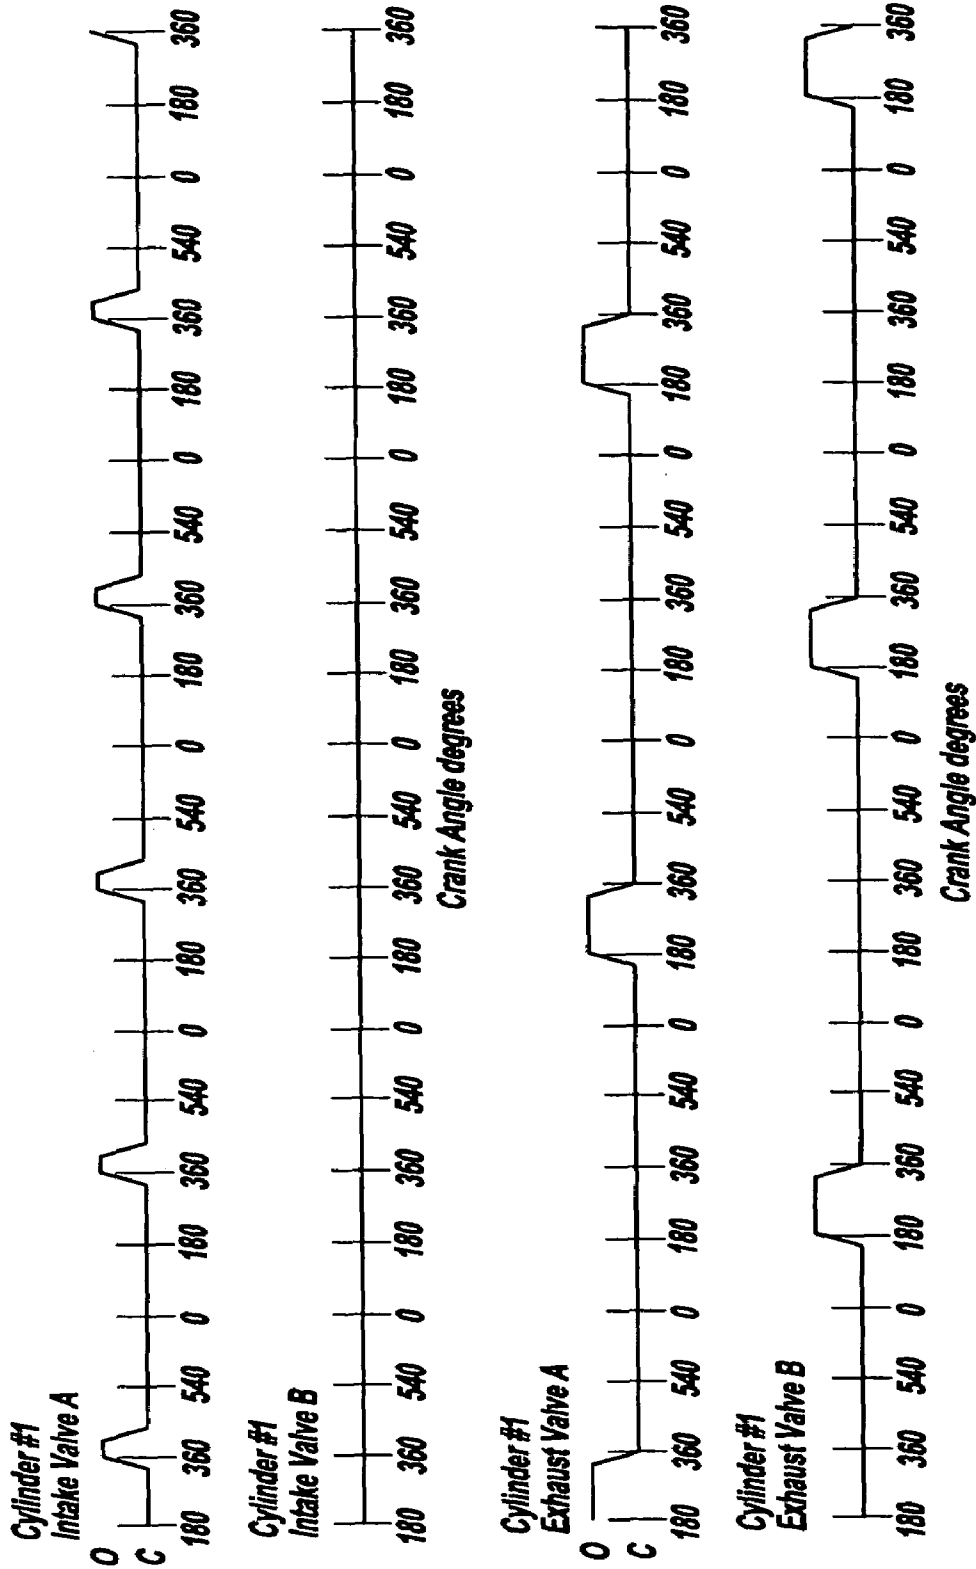 Cylinder #1
Intake Valve A
O
C
180 360 540 0 180 360 540 0 180 360 540 0 180 360 540 0 180 360 540 0 180 360
Cylinder #1
Intake Valve B
180 360 540 0 180 360 540 0 180 360 540 0 180 360 540 0 180 360 540 0 180 360
Crank Angle degrees
Cylinder #1
Exhaust Valve A
O
C
180 360 540 0 180 360 540 0 180 360 540 0 180 360 540 0 180 360 540 0 180 360
Cylinder #1
Exhaust Valve B
180 360 540 0 180 360 540 0 180 360 540 0 180 360 540 0 180 360 540 0 180 360
Crank Angle degrees